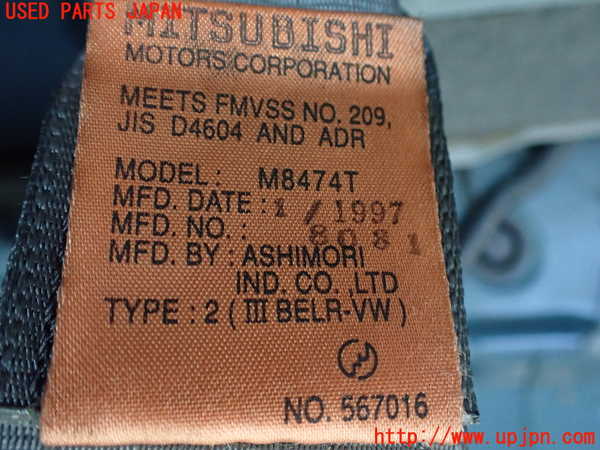 USED PARTS JAPAN
MITSUBISHI
MOTORS CORPORATION
MEETS FMVSS NO. 209,
JIS D4604 AND ADR
MODEL: M8474T
MFD. DATE: 1 / 1997
MFD. NO.: 8081
MFD. BY: ASHIMORI
IND. CO., LTD
TYPE: 2 (III BELR-VW)
NO. 567016
http://www.upjpn.com/